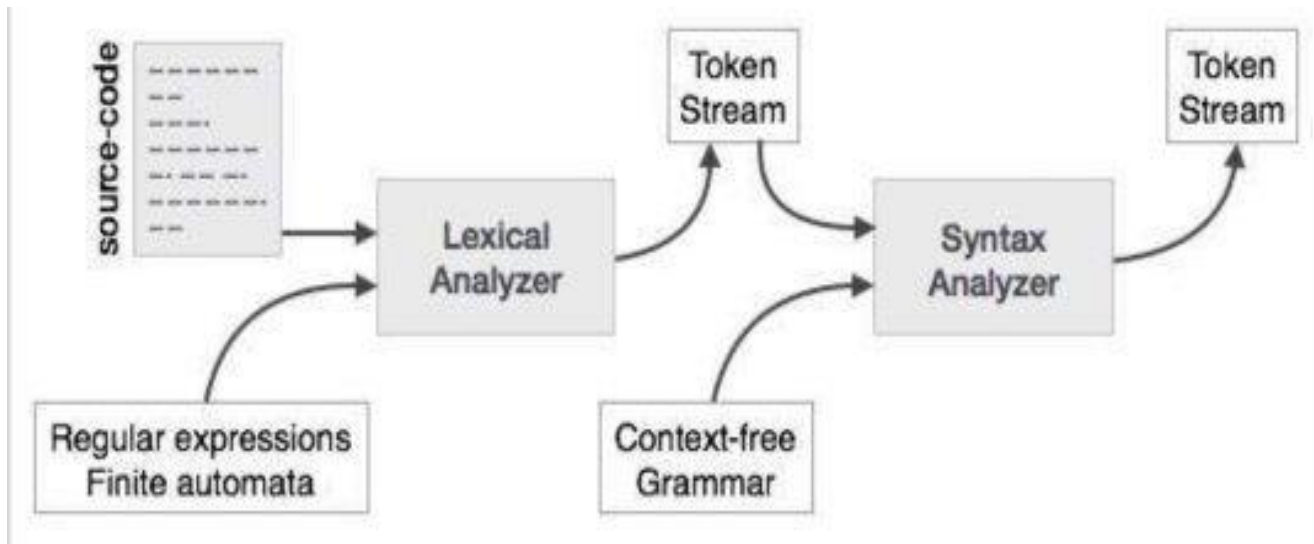 source-code
Token
Stream
Token
Stream
Lexical
Analyzer
Syntax
Analyzer
Regular expressions
Finite automata
Context-free
Grammar